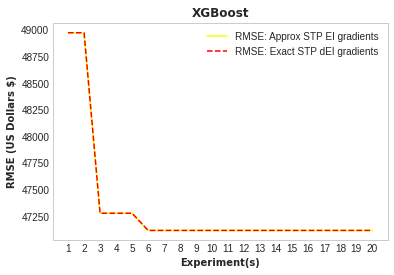 XGBoost
RMSE: Approx STP EI gradients
RMSE: Exact STP dEI gradients
RMSE (US Dollars $)
49000
48750
48500
48250
48000
47750
47500
47250
1 2 3 4 5 6 7 8 9 10 11 12 13 14 15 16 17 18 19 20
Experiment(s)